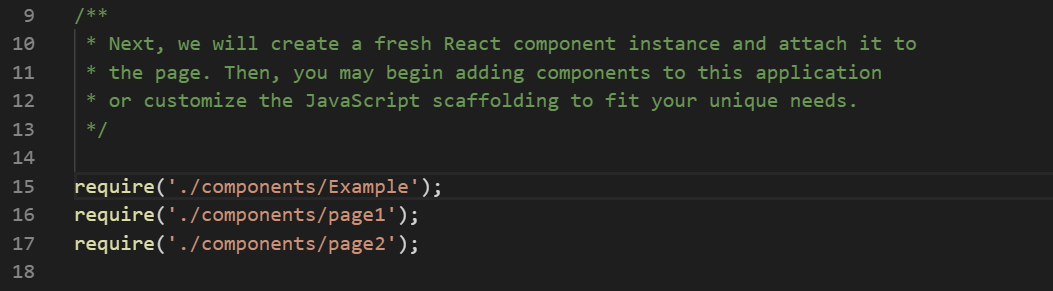 9 /**
10 * Next, we will create a fresh React component instance and attach it to
11 * the page. Then, you may begin adding components to this application
12 * or customize the JavaScript scaffolding to fit your unique needs.
13 */
14
15 require('./components/Example');
16 require('./components/page1');
17 require('./components/page2');
18